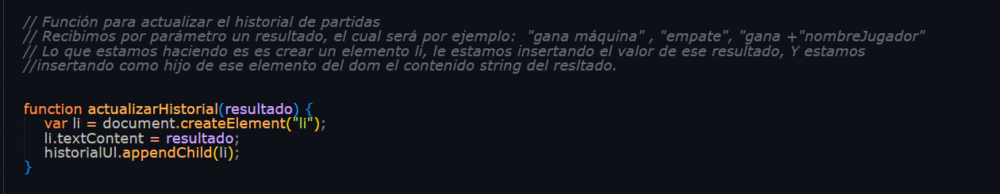 // Función para actualizar el historial de partidas
// Recibimos por parámetro un resultado, el cual será por ejemplo:  "gana máquina" , "empate", "gana +"nombreJugador"
// Lo que estamos haciendo es es crear un elemento li, le estamos insertando el valor de ese resultado, Y estamos
//insertando como hijo de ese elemento del dom el contenido string del resltado.
function actualizarHistorial(resultado) {
    var li = document.createElement("li");
    li.textContent = resultado;
    historialUl.appendChild(li);
}